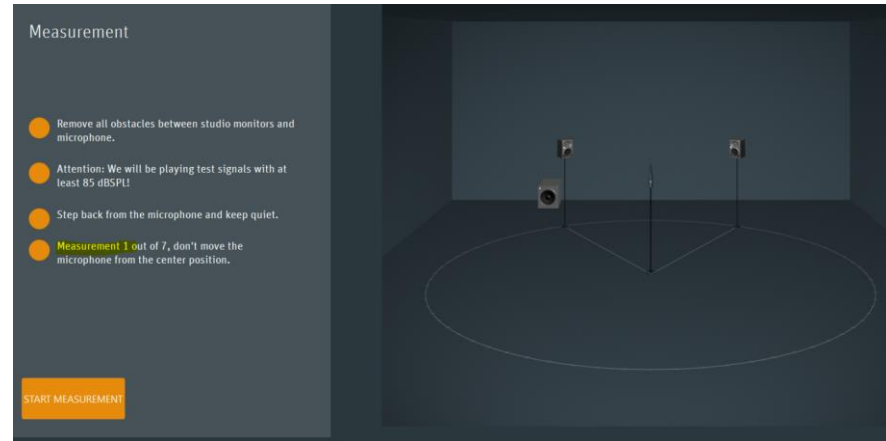 Measurement
Remove all obstacles between studio monitors and
microphone.
Attention: We will be playing test signals with at
least 85 dBSPL!
Step back from the microphone and keep quiet.
Measurement 1 out of 7, don't move the
microphone from the center position.
START MEASUREMENT